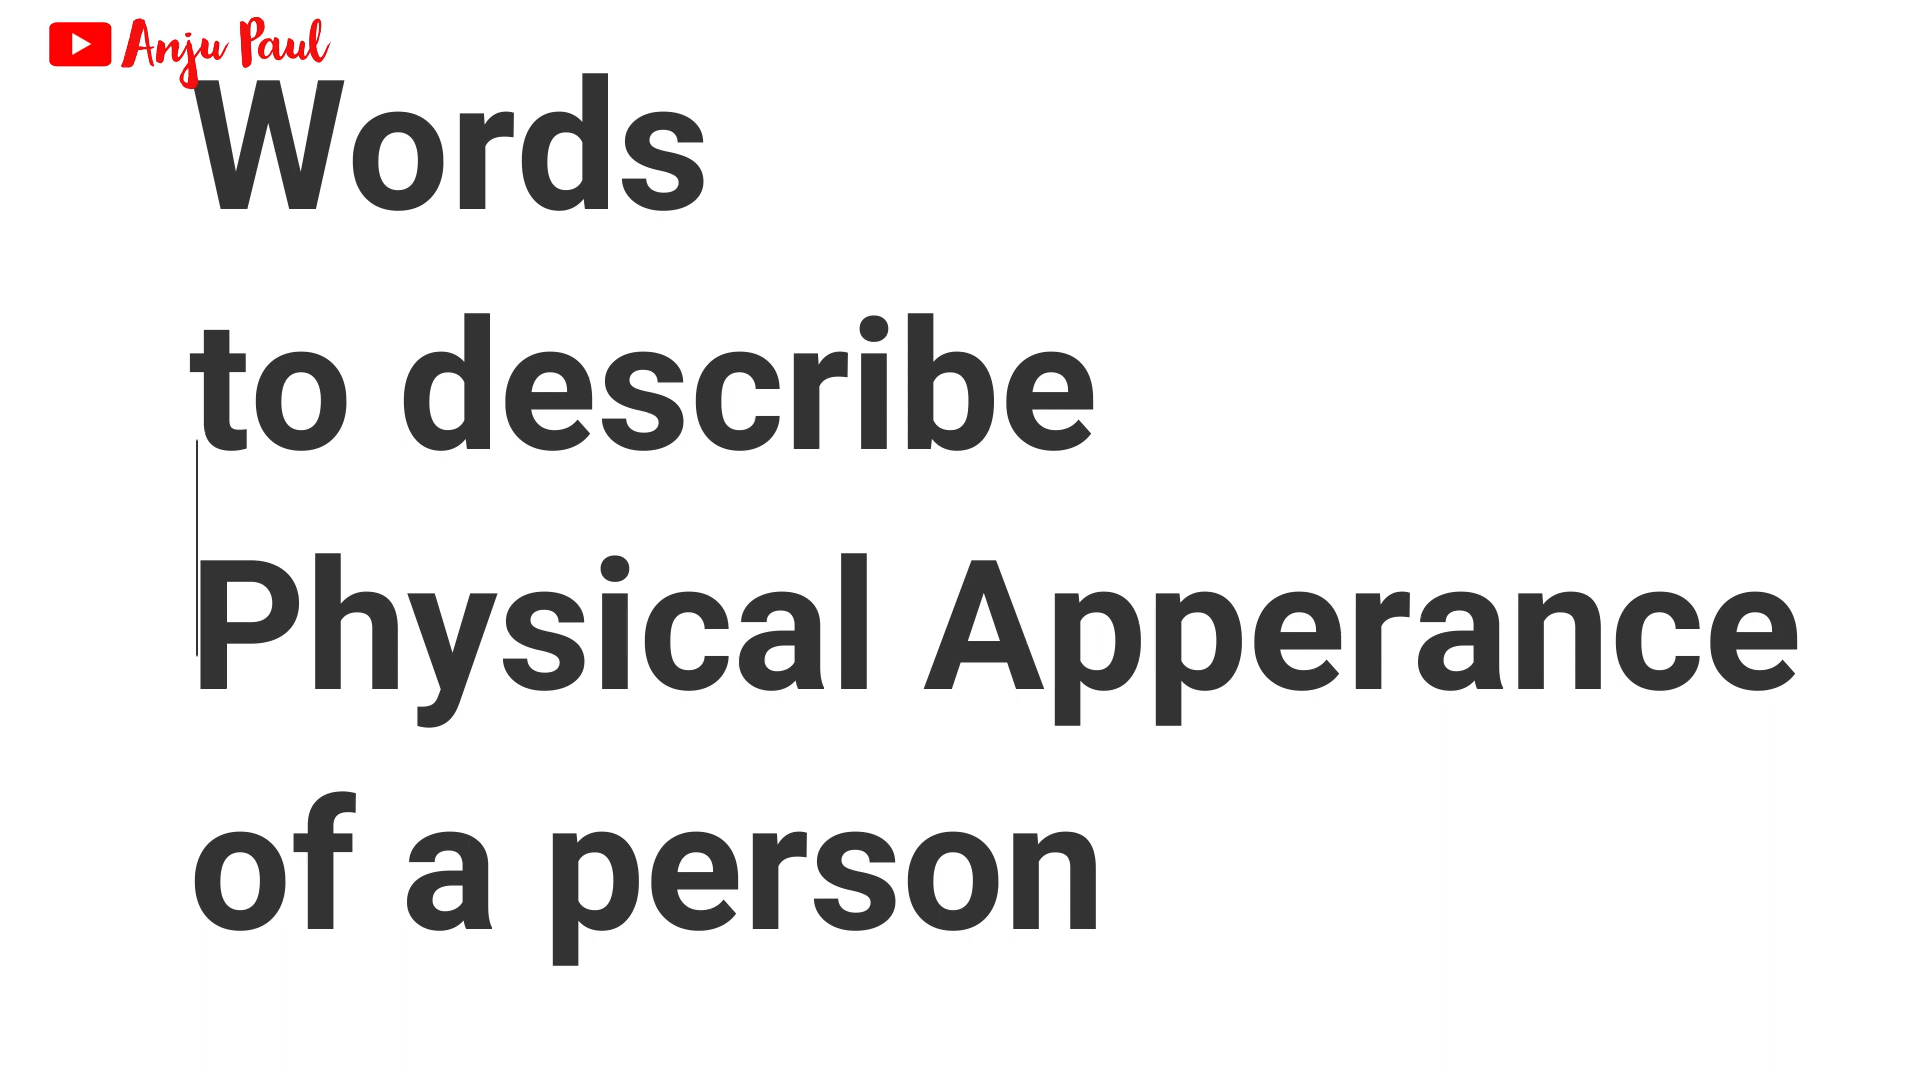 Anju Paul
Words
to describe
Physical Apperance
of a person